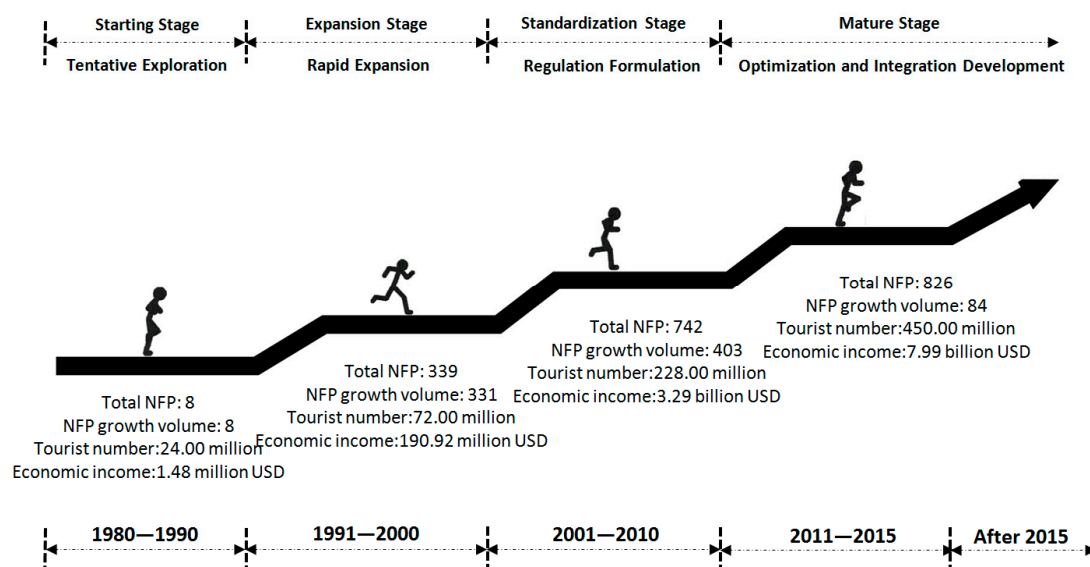 Starting Stage
Expansion Stage
Standardization Stage
Mature Stage
Tentative Exploration
Rapid Expansion
Regulation Formulation
Optimization and Integration Development
Total NFP: 8
NFP growth volume: 8
Tourist number:24.00 million
Economic income:1.48 million USD
Total NFP: 339
NFP growth volume: 331
Tourist number:72.00 million
Economic income:190.92 million USD
Total NFP: 742
NFP growth volume: 403
Tourist number:228.00 million
Economic income:3.29 billion USD
Total NFP: 826
NFP growth volume: 84
Tourist number:450.00 million
Economic income:7.99 billion USD
1980—1990
1991—2000
2001—2010
2011—2015
After 2015